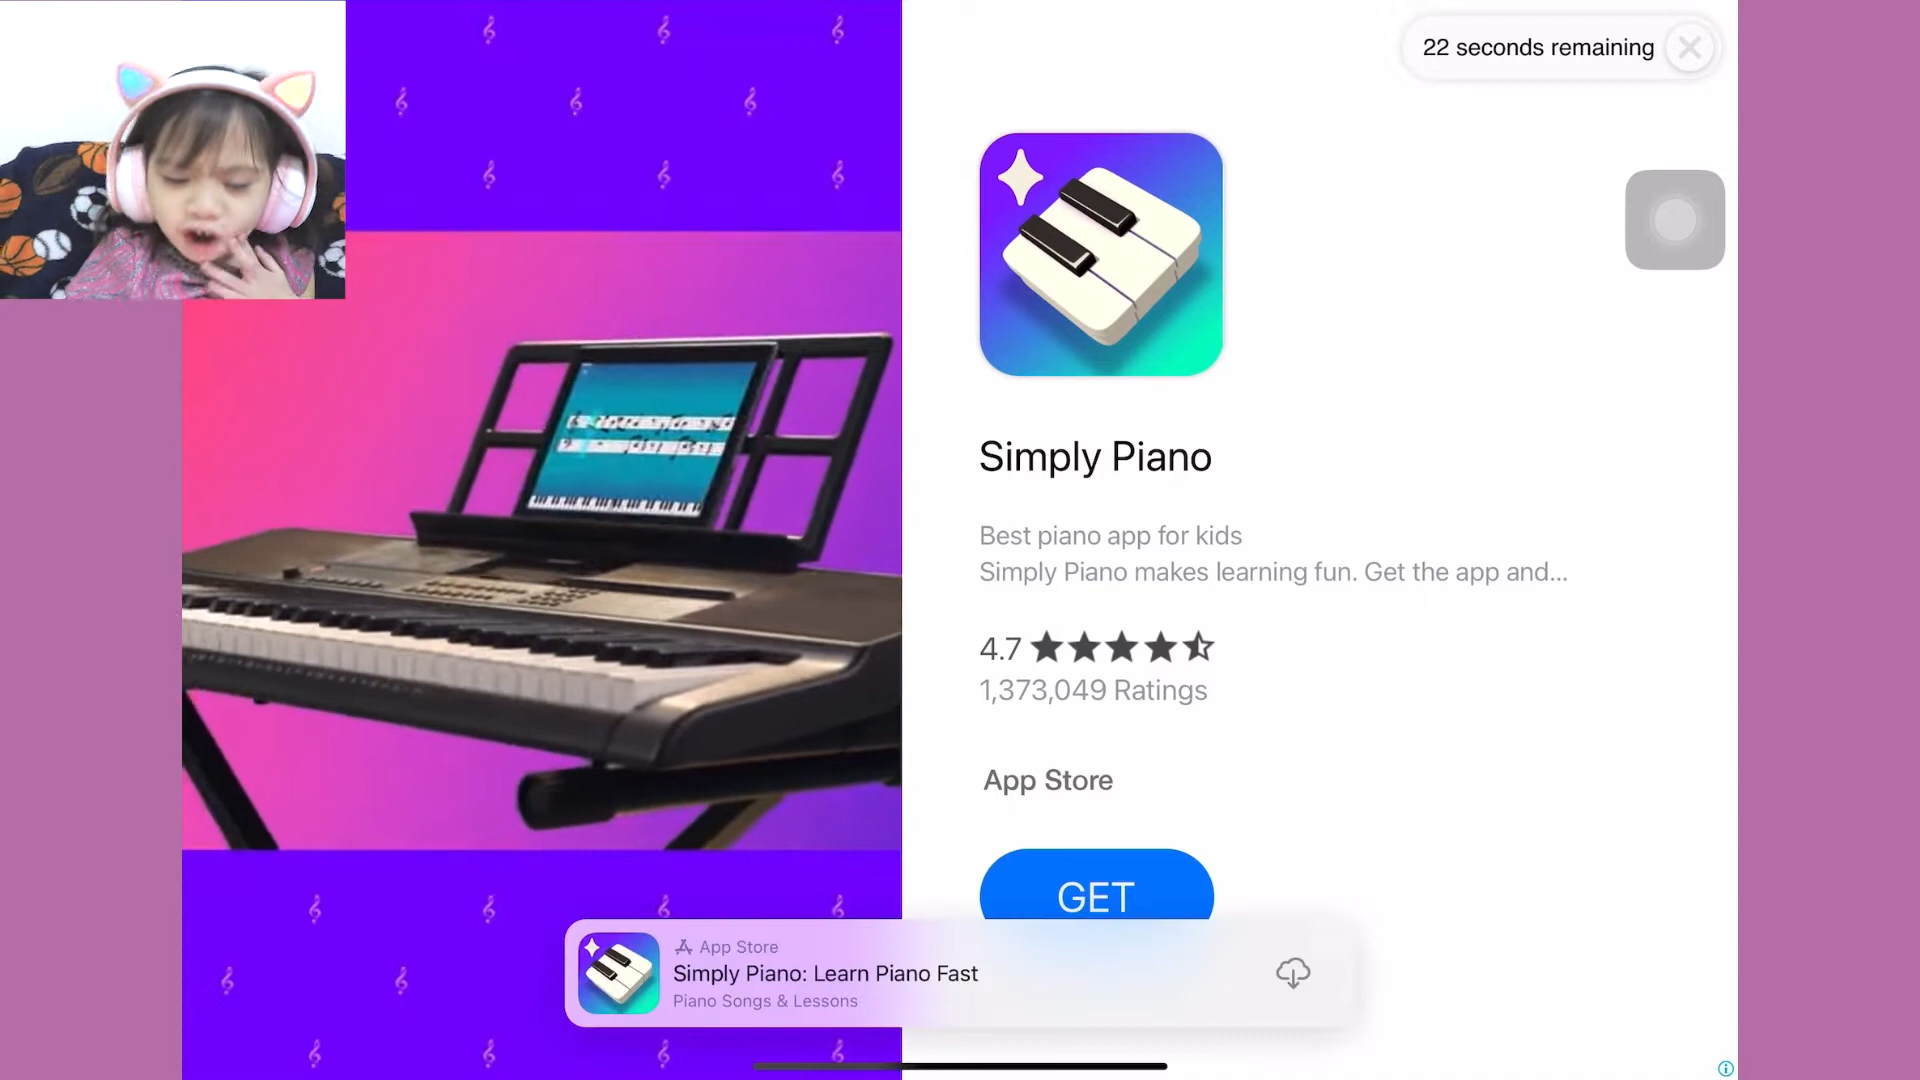 22 seconds remaining
Simply Piano
Best piano app for kids
Simply Piano makes learning fun. Get the app and...
4.7
1,373,049 Ratings
App Store
GET
App Store
Simply Piano: Learn Piano Fast
Piano Songs & Lessons